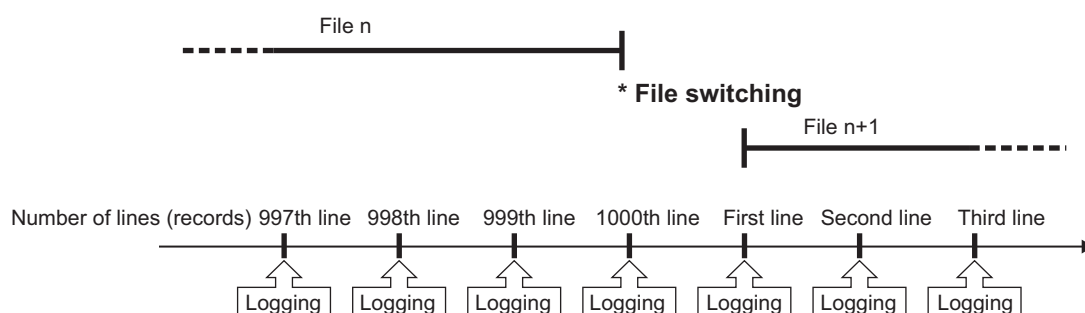 File n
* File switching
File n+1
Number of lines (records) 997th line 998th line 999th line 1000th line First line Second line Third line
Logging Logging Logging Logging Logging Logging Logging